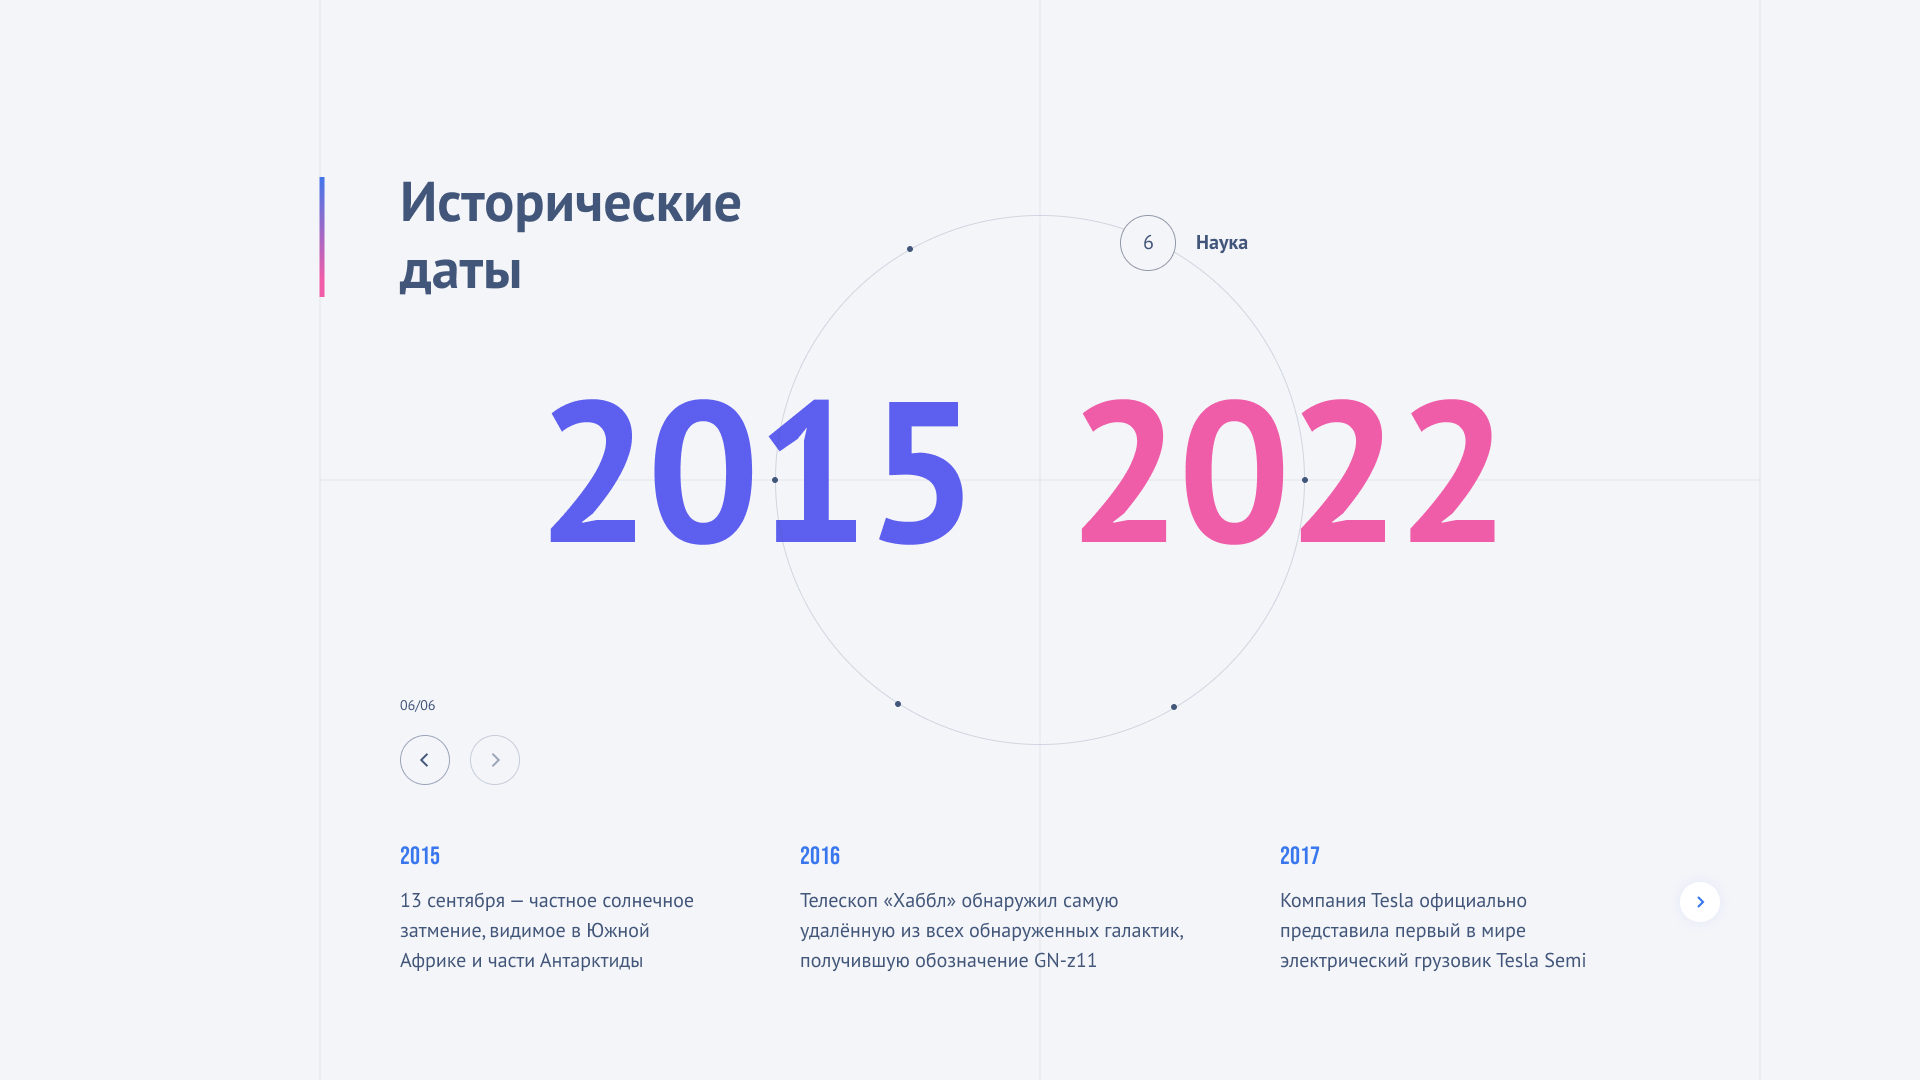 Исторические
даты
6
Наука
2015 2022
06/06
2015
13 сентября — частное солнечное
затмение, видимое в Южной
Африке и части Антарктиды
2016
Телескоп «Хаббл» обнаружил самую
удалённую из всех обнаруженных галактик,
получившую обозначение GN-z11
2017
Компания Tesla официально
представила первый в мире
электрический грузовик Tesla Semi